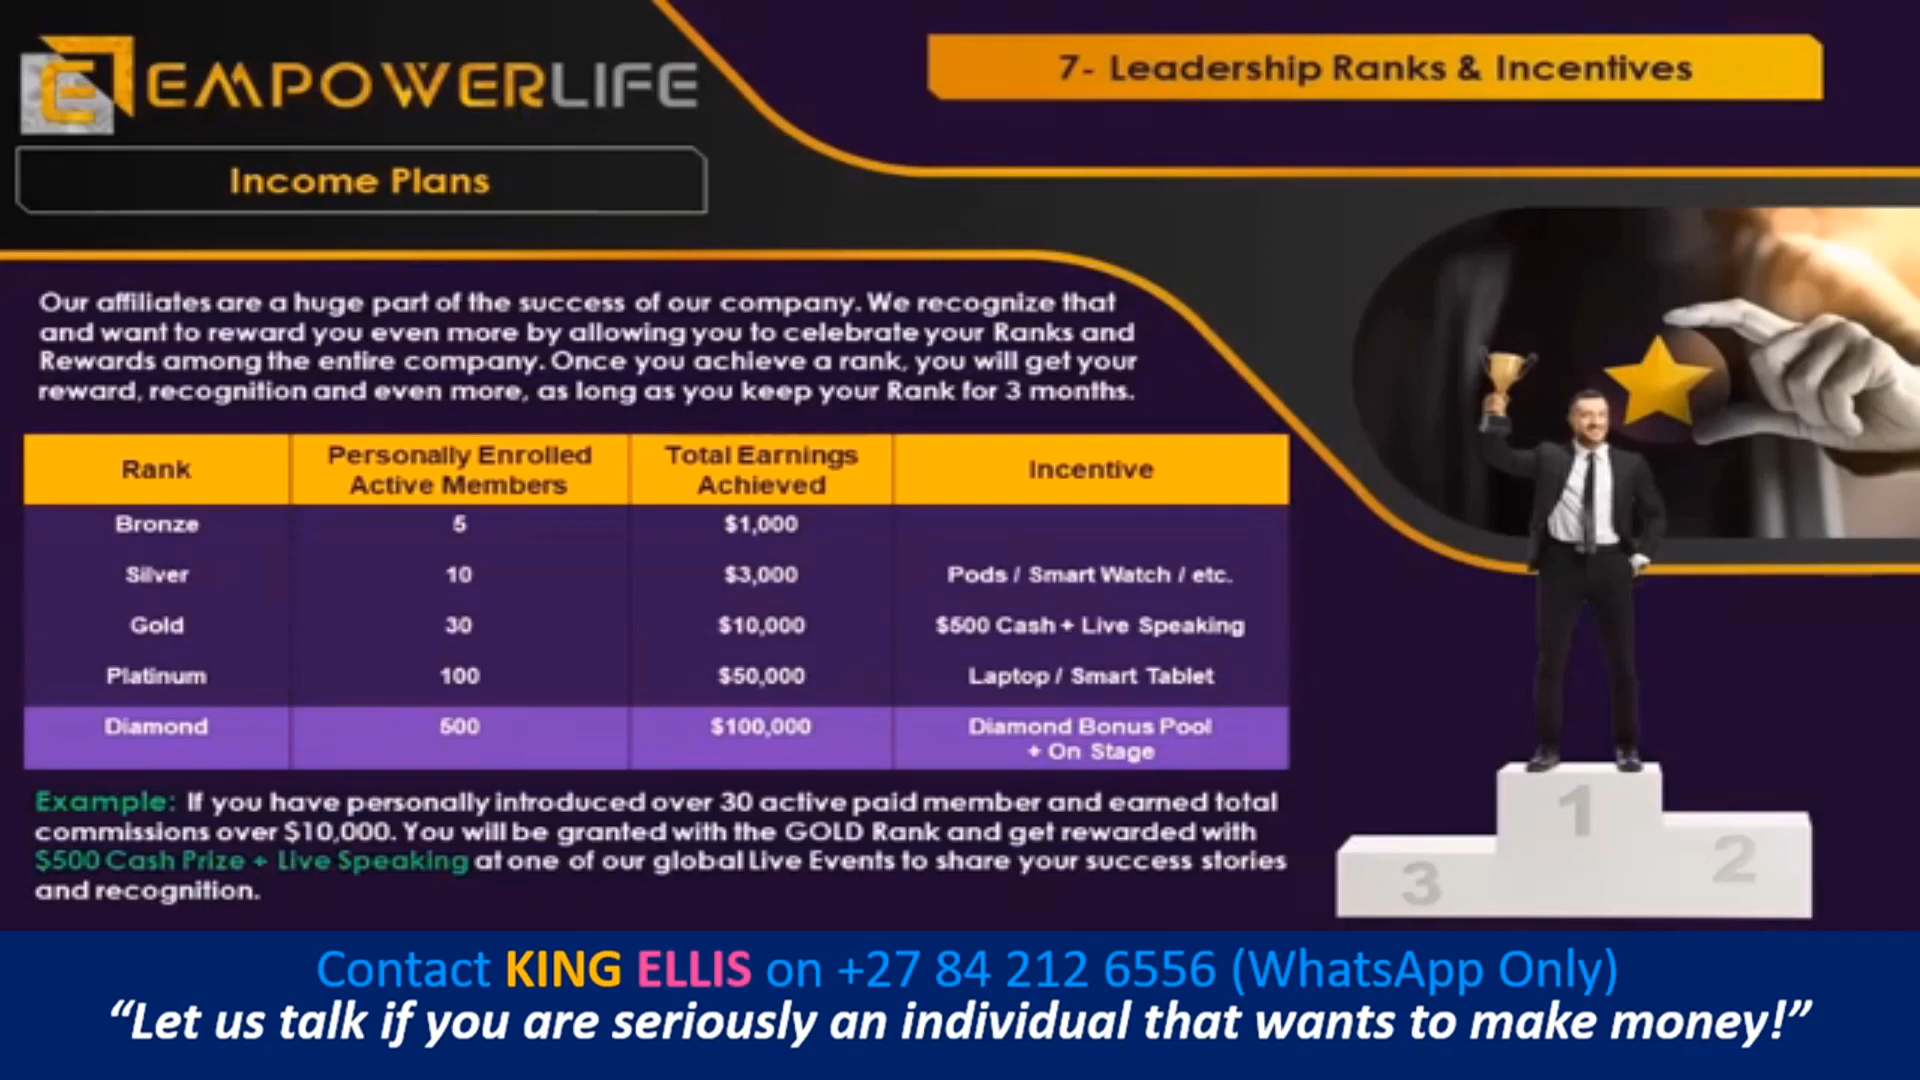 EMPOWERLIFE
7- Leadership Ranks & Incentives
Income Plans
Our affiliates are a huge part of the success of our company. We recognize that
and want to reward you even more by allowing you to celebrate your Ranks and
Rewards among the entire company. Once you achieve a rank, you will get your
reward, recognition and even more, as long as you keep your Rank for 3 months.
Rank Personally Enrolled Active Members Total Earnings Achieved Incentive
Bronze 5 $1,000
Silver 10 $3,000 Pods / Smart Watch / etc.
Gold 30 $10,000 $500 Cash + Live Speaking
Platinum 100 $50,000 Laptop / Smart Tablet
Diamond 500 $100,000 Diamond Bonus Pool
+ On Stage
Example: If you have personally introduced over 30 active paid member and earned total
commissions over $10,000. You will be granted with the GOLD Rank and get rewarded with
$500 Cash Prize + Live Speaking at one of our global Live Events to share your success stories
and recognition.
1
2
3
Contact KING ELLIS on +27 84 212 6556 (WhatsApp Only)
“Let us talk if you are seriously an individual that wants to make money!”